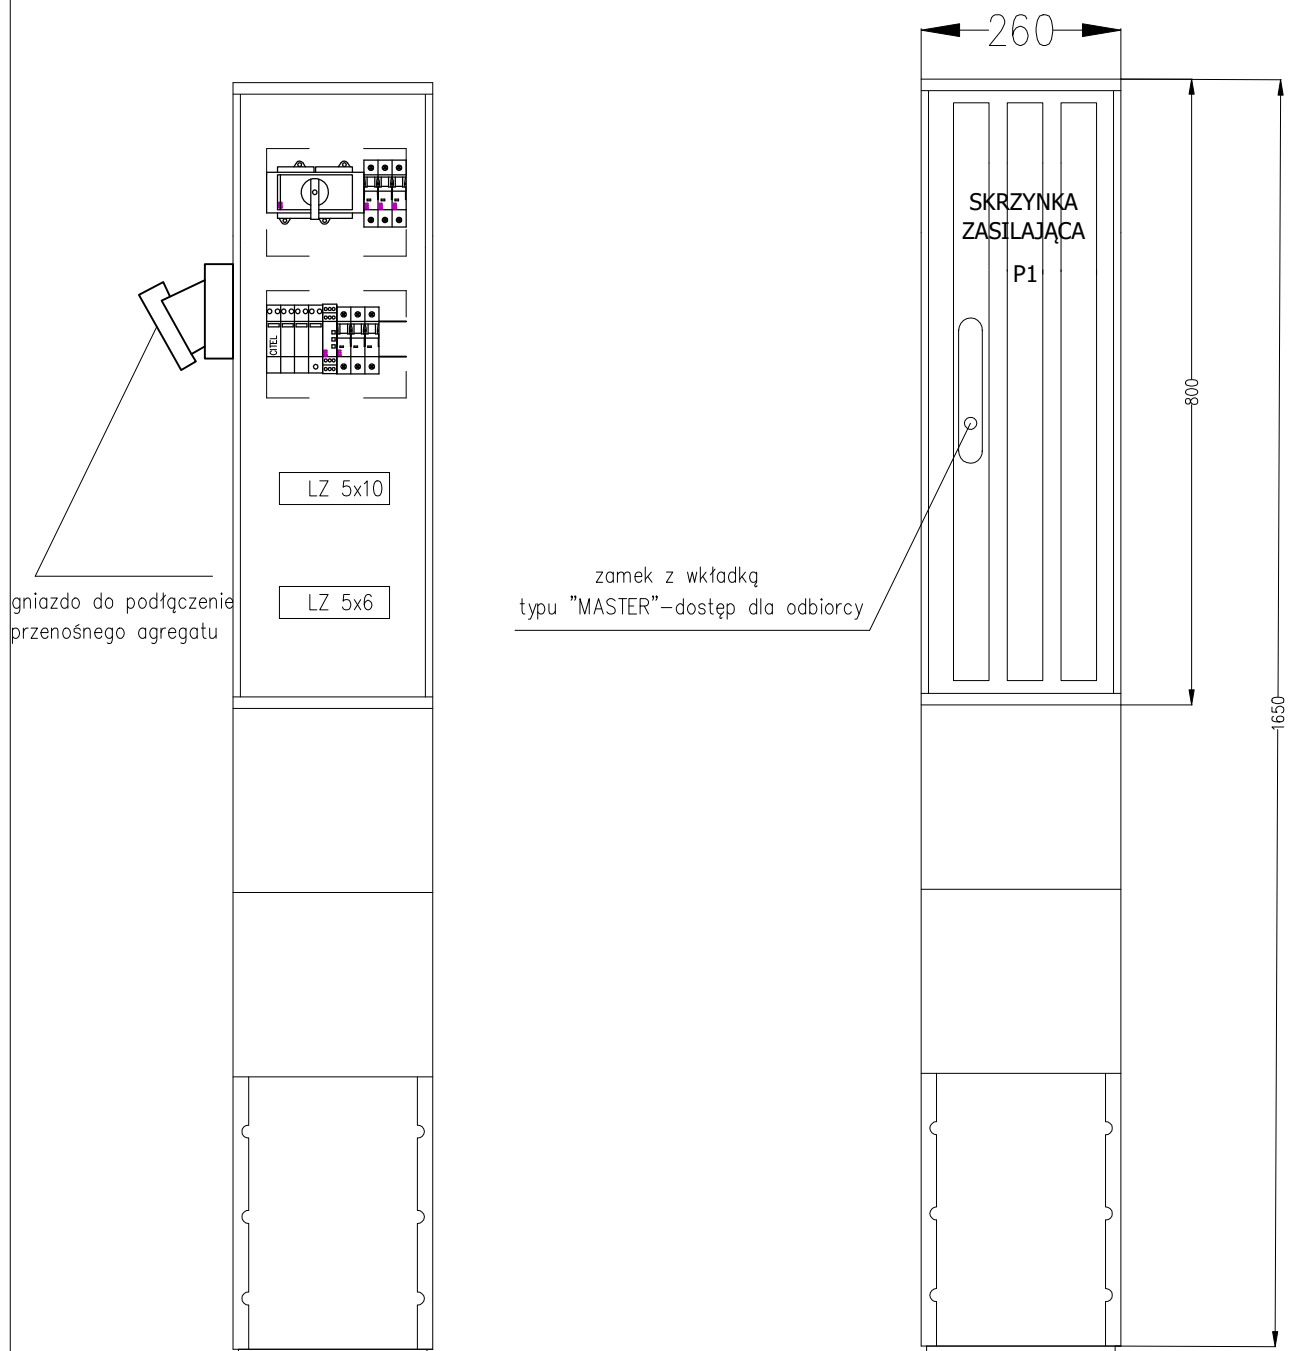 260
SKRZYNKA
ZASILAJĄCA
P1
CITEL
800
LZ 5x10
zamek z wkładką
typu "MASTER"-dostęp dla odbiorcy
gniazdo do podłączenie
przenośnego agregatu
LZ 5x6
1650